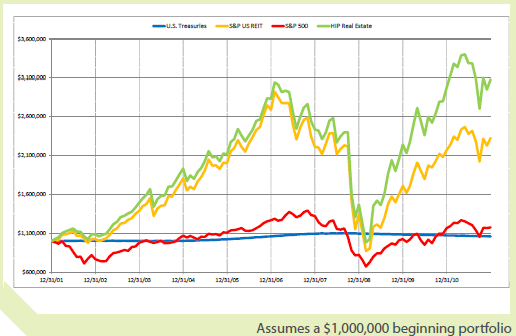 U.S. Treasuries S&P US REIT S&P 500 HIP Real Estate
$3,600,000
$3,100,000
$2,600,000
$2,100,000
$1,600,000
$1,100,000
$600,000
12/31/01 12/31/02 12/31/03 12/31/04 12/31/05 12/31/06 12/31/07 12/31/08 12/31/09 12/31/10
Assumes a $1,000,000 beginning portfolio